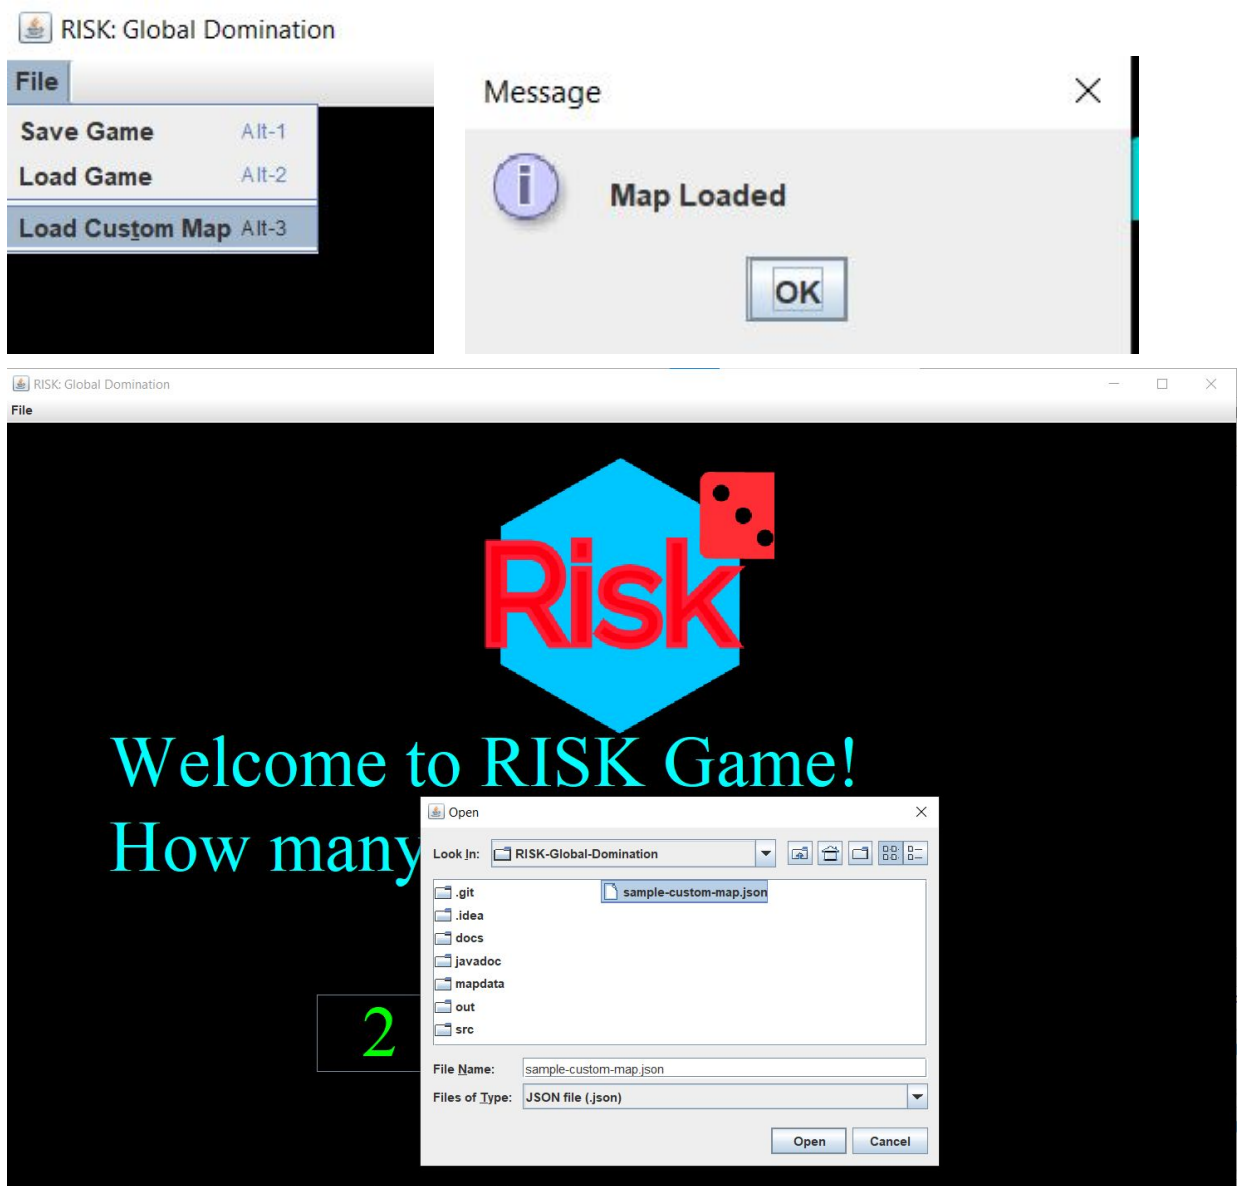 RISK: Global Domination
File
Save Game Alt-1
Load Game Alt-2
Load Custom Map Alt-3
Message
i
Map Loaded
OK
RISK: Global Domination
File
Risk
Welcome to RISK Game!
How many
2
Open
Look In: RISK-Global-Domination
.git
.idea
docs
javadoc
mapdata
out
src
sample-custom-map.json
File Name: sample-custom-map.json
Files of Type: JSON file (.json)
Open Cancel